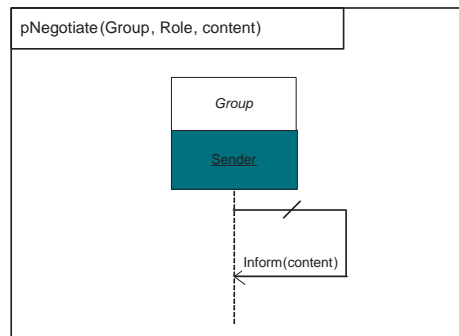 pNegotiate(Group, Role, content)
Group
Sender
Inform(content)